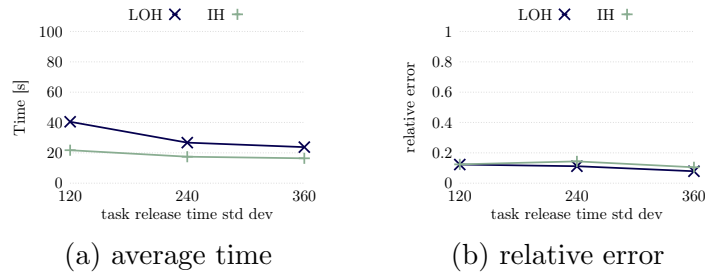 LOH IH
100
80
60
40
20
0
Time [s]
120 240 360
task release time std dev
(a) average time
LOH IH
1
0.8
0.6
0.4
0.2
0
relative error
120 240 360
task release time std dev
(b) relative error